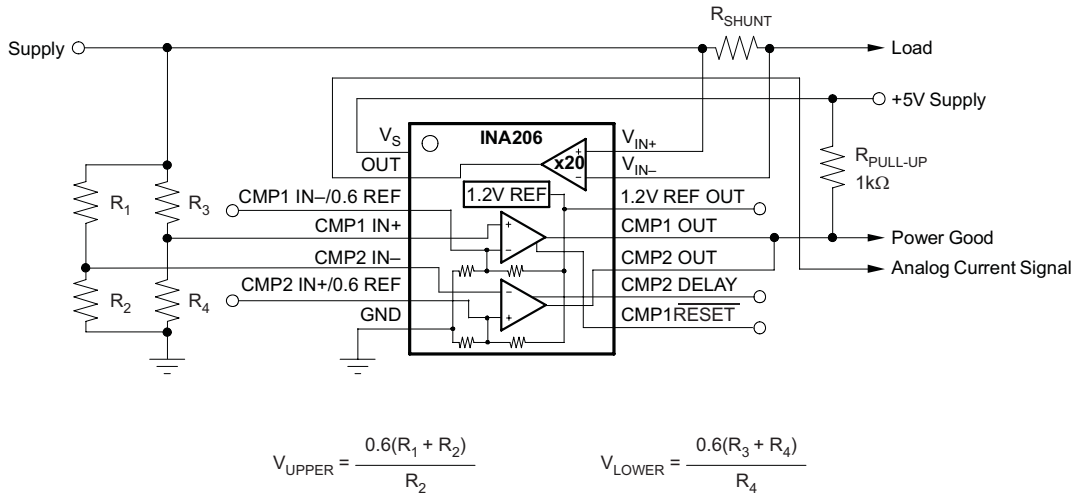 R_SHUNT
Supply
Load
+5V Supply
V_S
INA206
V_IN+
OUT
x20
V_IN–
R_PULL-UP
1kΩ
1.2V REF
CMP1 IN–/0.6 REF
1.2V REF OUT
R_1
R_3
CMP1 IN+
CMP1 OUT
Power Good
CMP2 IN–
CMP2 OUT
Analog Current Signal
CMP2 IN+/0.6 REF
CMP2 DELAY
R_2
R_4
GND
CMP1 RESET
V_UPPER = 0.6(R_1 + R_2) / R_2
V_LOWER = 0.6(R_3 + R_4) / R_4